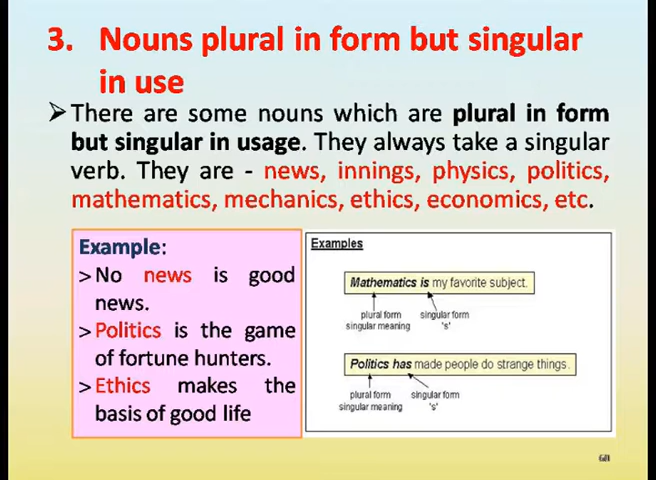 3. Nouns plural in form but singular
in use
➢There are some nouns which are plural in form
but singular in usage. They always take a singular
verb. They are - news, innings, physics, politics,
mathematics, mechanics, ethics, economics, etc.
Example:
>No news is good
news.
>Politics is the game
of fortune hunters.
>Ethics makes the
basis of good life
Examples
Mathematics is my favorite subject.
plural form singular form
singular meaning 's'
Politics has made people do strange things.
plural form singular form
singular meaning 's'